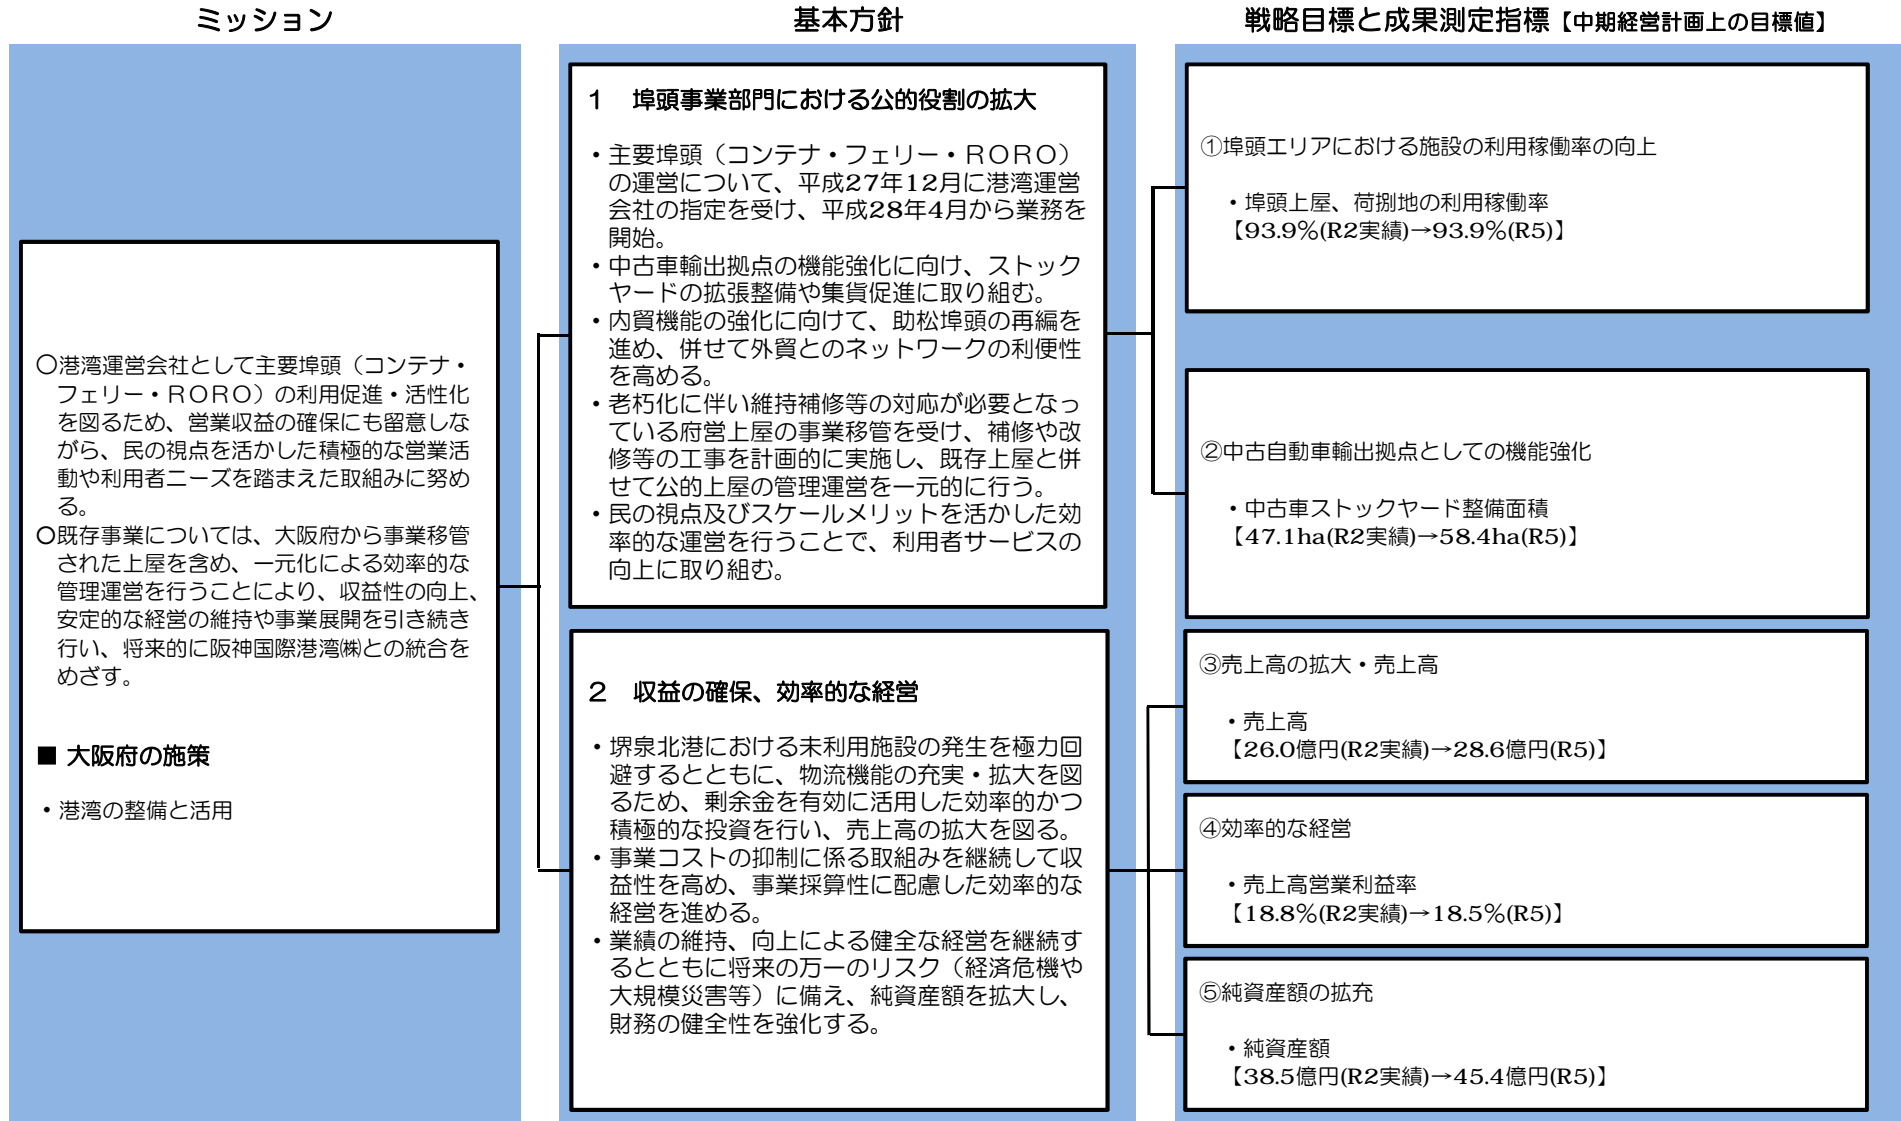 ミッション
〇港湾運営会社として主要埠頭（コンテナ・
フェリー・ＲＯＲＯ）の利用促進・活性化
を図るため、営業収益の確保にも留意しな
がら、民の視点を活かした積極的な営業活
動や利用者ニーズを踏まえた取組みに努め
る。
〇既存事業については、大阪府から事業移管
された上屋を含め、一元化による効率的な
管理運営を行うことにより、収益性の向上、
安定的な経営の維持や事業展開を引き続き
行い、将来的に阪神国際港湾㈱との統合を
めざす。
■ 大阪府の施策
・港湾の整備と活用
基本方針
１　埠頭事業部門における公的役割の拡大
・主要埠頭（コンテナ・フェリー・ＲＯＲＯ）
の運営について、平成27年12月に港湾運営
会社の指定を受け、平成28年4月から業務を
開始。
・中古車輸出拠点の機能強化に向け、ストック
ヤードの拡張整備や集貨促進に取り組む。
・内貿機能の強化に向けて、助松埠頭の再編を
進め、併せて外貿とのネットワークの利便性
を高める。
・老朽化に伴い維持補修等の対応が必要となっ
ている府営上屋の事業移管を受け、補修や改
修等の工事を計画的に実施し、既存上屋と併
せて公的上屋の管理運営を一元的に行う。
・民の視点及びスケールメリットを活かした効
率的な運営を行うことで、利用者サービスの
向上に取り組む。
２　収益の確保、効率的な経営
・堺泉北港における未利用施設の発生を極力回
避するとともに、物流機能の充実・拡大を図
るため、剰余金を有効に活用した効率的かつ
積極的な投資を行い、売上高の拡大を図る。
・事業コストの抑制に係る取組みを継続して収
益性を高め、事業採算性に配慮した効率的な
経営を進める。
・業績の維持、向上による健全な経営を継続す
るとともに将来の万一のリスク（経済危機や
大規模災害等）に備え、純資産額を拡大し、
財務の健全性を強化する。
戦略目標と成果測定指標【中期経営計画上の目標値】
①埠頭エリアにおける施設の利用稼働率の向上
・埠頭上屋、荷捌地の利用稼働率
【93.9％(R2実績)→93.9％(R5)】
②中古自動車輸出拠点としての機能強化
・中古車ストックヤード整備面積
【47.1ha(R2実績)→58.4ha(R5)】
③売上高の拡大・売上高
・売上高
【26.0億円(R2実績)→28.6億円(R5)】
④効率的な経営
・売上高営業利益率
【18.8％(R2実績)→18.5％(R5)】
⑤純資産額の拡充
・純資産額
【38.5億円(R2実績)→45.4億円(R5)】